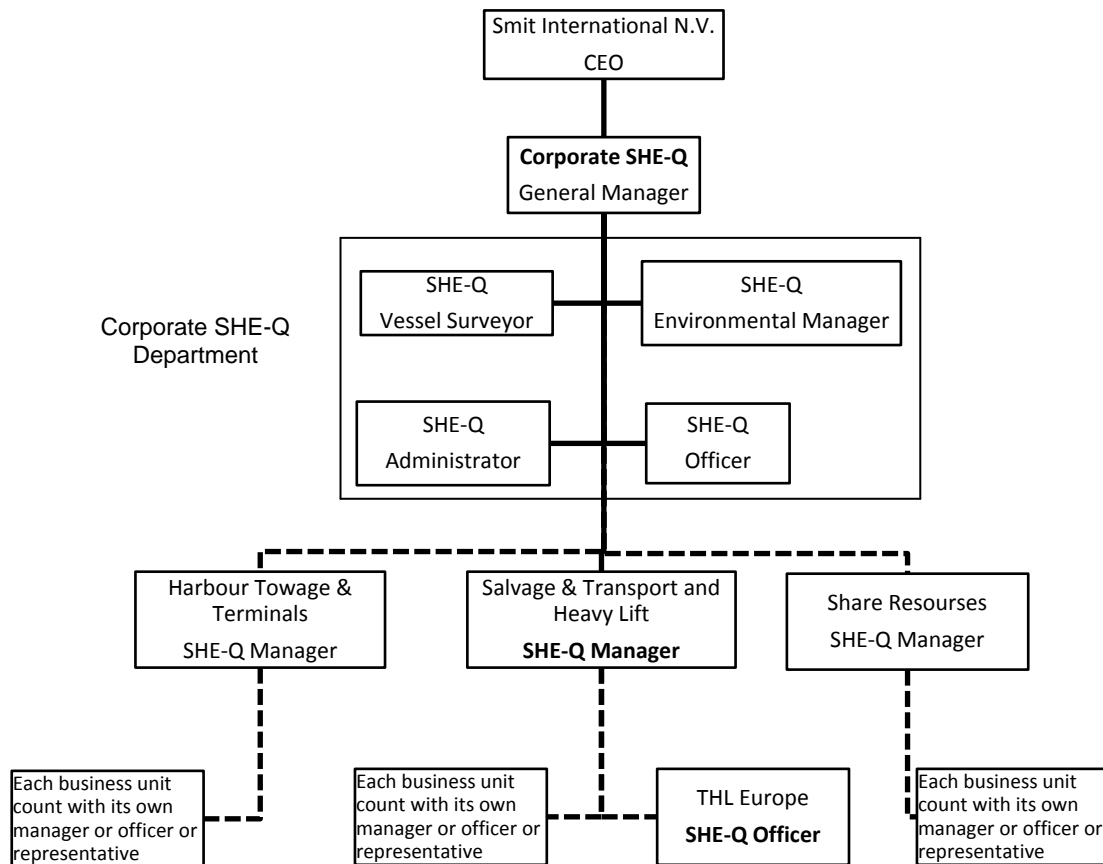 Smit International N.V.
CEO
Corporate SHE-Q
General Manager
SHE-Q
Vessel Surveyor
SHE-Q
Environmental Manager
Corporate SHE-Q
Department
SHE-Q
Administrator
SHE-Q
Officer
Harbour Towage &
Terminals
SHE-Q Manager
Salvage & Transport and
Heavy Lift
SHE-Q Manager
Share Resourses
SHE-Q Manager
Each business unit
count with its own
manager or officer or
representative
Each business unit
count with its own
manager or officer or
representative
THL Europe
SHE-Q Officer
Each business unit
count with its own
manager or officer or
representative